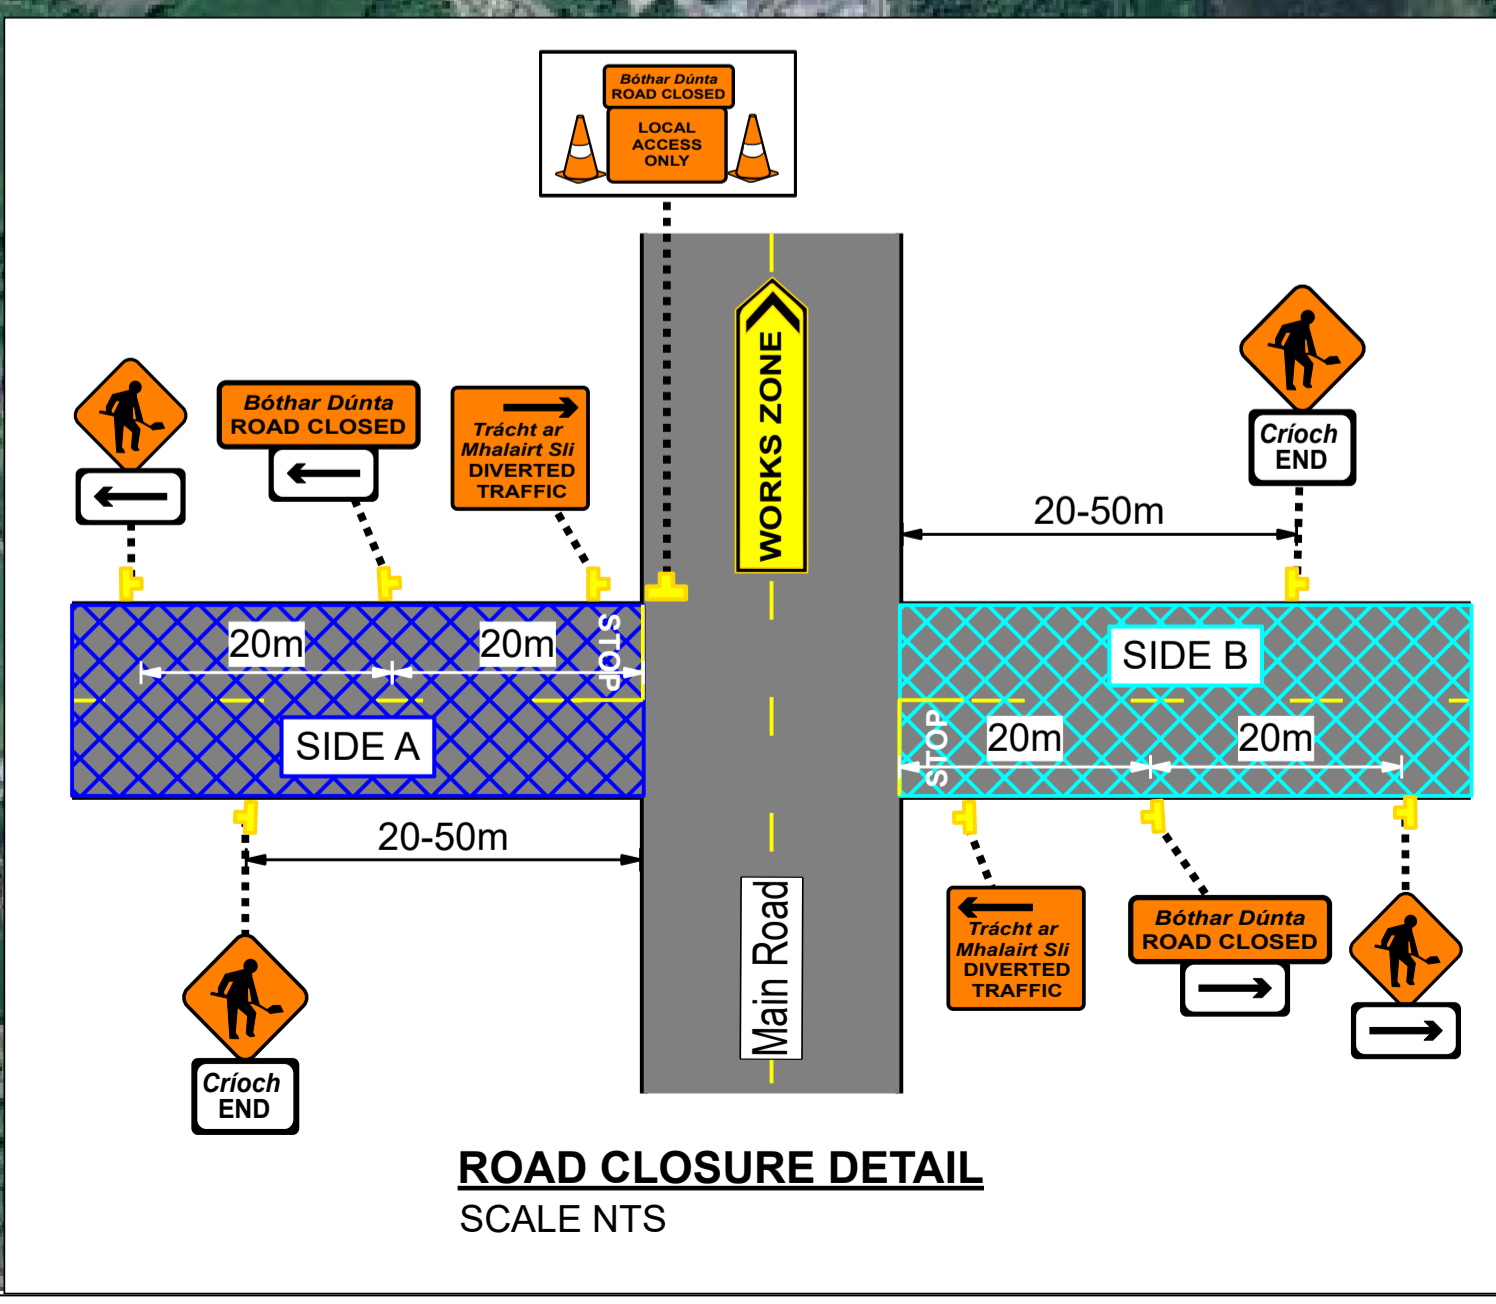 Bóthar Dúnta
ROAD CLOSED
LOCAL
ACCESS
ONLY
Bóthar Dúnta
ROAD CLOSED
Trácht ar
Mhalairt Sli
DIVERTED
TRAFFIC
WORKS ZONE
Críoch
END
20-50m
20m
20m
STOP
SIDE A
SIDE B
STOP
20m
20m
20-50m
Main Road
Trácht ar
Mhalairt Sli
DIVERTED
TRAFFIC
Bóthar Dúnta
ROAD CLOSED
Críoch
END
ROAD CLOSURE DETAIL
SCALE NTS